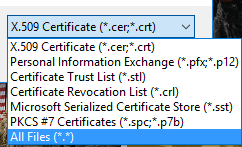 X.509 Certificate (*.cer;*.crt)
X.509 Certificate (*.cer;*.crt)
Personal Information Exchange (*.pfx;*.p12)
Certificate Trust List (*.stl)
Certificate Revocation List (*.crl)
Microsoft Serialized Certificate Store (*.sst)
PKCS #7 Certificates (*.spc;*.p7b)
All Files (*.*)